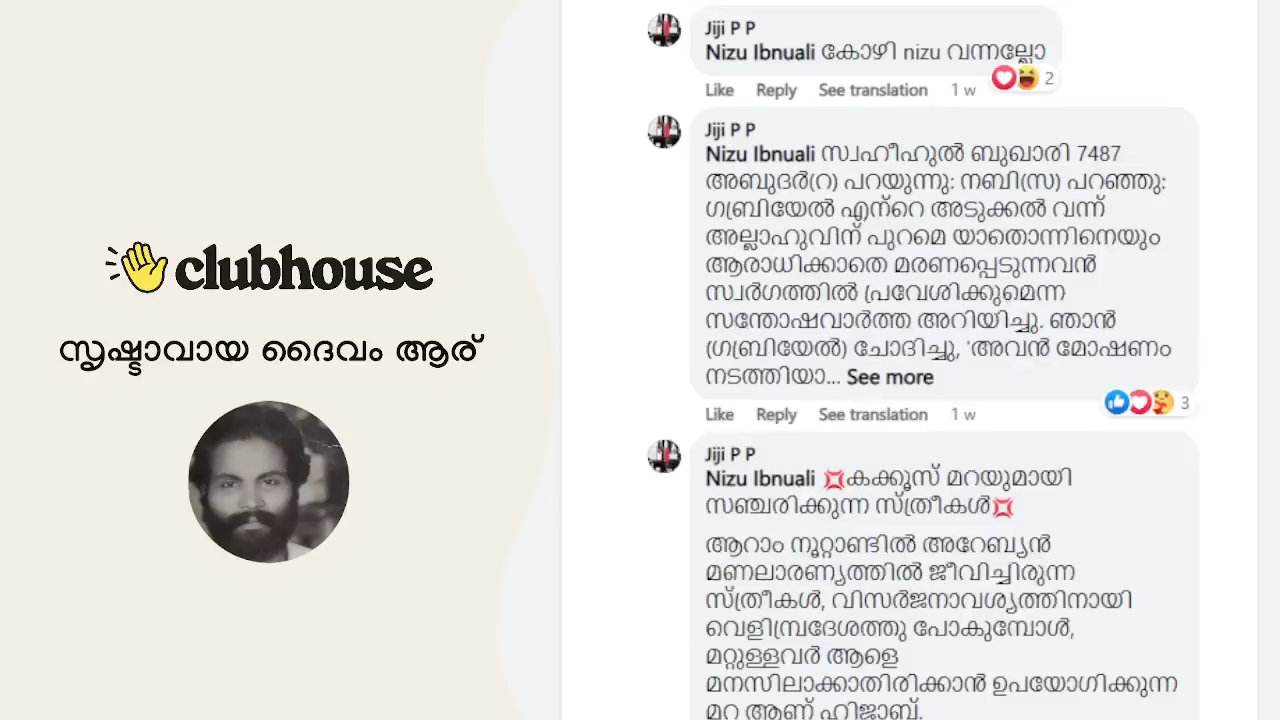 clubhouse
സൃഷ്ടാവായ ദൈവം ആര്
Jiji P P
Nizu Ibnuali കോഴി nizu വന്നല്ലോ
2
Like Reply See translation 1 w
Jiji P P
Nizu Ibnuali സ്വഹീഹുൽ ബുഖാരി 7487
അബുദർ(റ) പറയുന്നു: നബി(സ) പറഞ്ഞു:
ഗബ്രിയേൽ എന്റെ അടുക്കൽ വന്ന്
അല്ലാഹുവിന് പുറമെ യാതൊന്നിനെയും
ആരാധിക്കാതെ മരണപ്പെടുന്നവൻ
സ്വർഗത്തിൽ പ്രവേശിക്കുമെന്ന
സന്തോഷവാർത്ത അറിയിച്ചു. ഞാൻ
(ഗബ്രിയേൽ) ചോദിച്ചു, 'അവൻ മോഷണം
നടത്തിയാ... See more
3
Like Reply See translation 1 w
Jiji P P
Nizu Ibnuali 💢കക്കൂസ് മറയുമായി
സഞ്ചരിക്കുന്ന സ്ത്രീകൾ💢
ആറാം നൂറ്റാണ്ടിൽ അറേബ്യൻ
മണലാരണ്യത്തിൽ ജീവിച്ചിരുന്ന
സ്ത്രീകൾ, വിസർജനാവശ്യത്തിനായി
വെളിമ്പ്രദേശത്തു പോകുമ്പോൾ,
മറ്റുള്ളവർ ആളെ
മനസിലാക്കാതിരിക്കാൻ ഉപയോഗിക്കുന്ന
മറ ആണ് ഹിജാബ്.